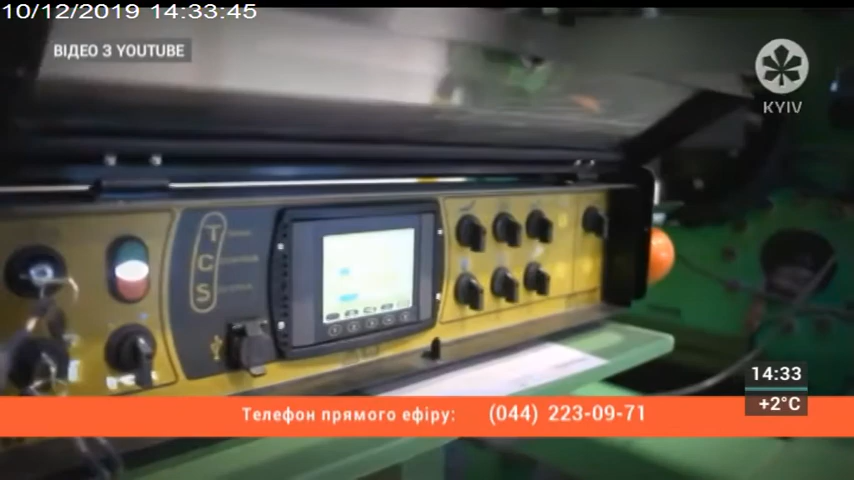 10/12/2019 14:33:45
ВІДЕО З YOUTUBE
KYIV
T
C
S
14:33
+2°C
Телефон прямого ефіру: (044) 223-09-71